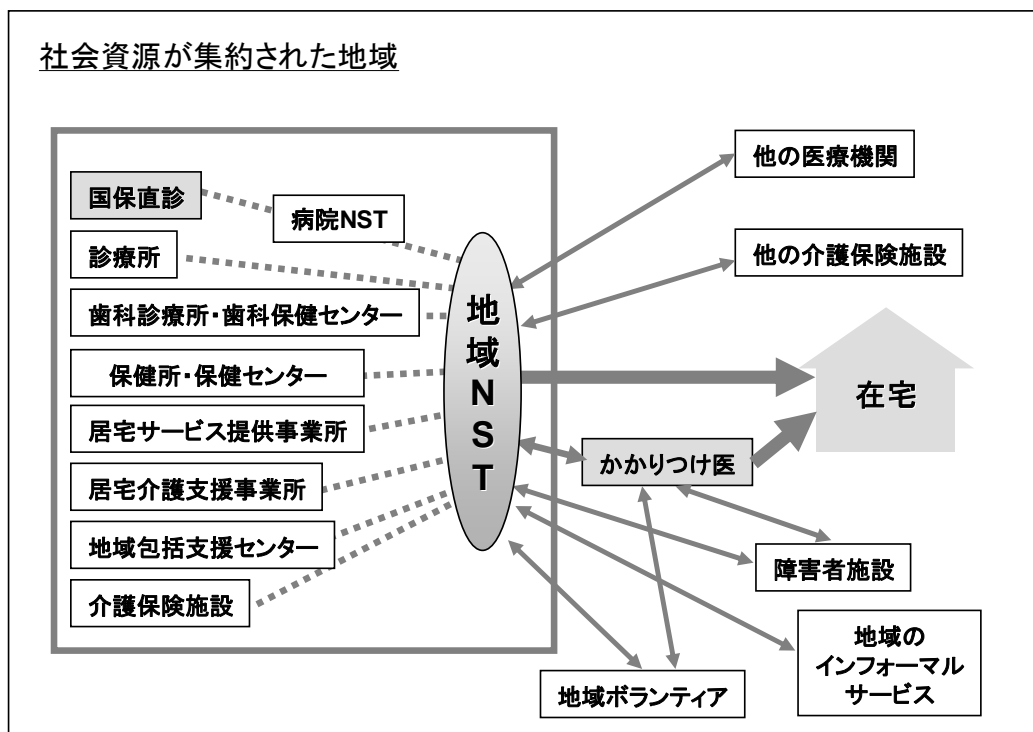 社会資源が集約された地域
国保直診
病院NST
診療所
歯科診療所・歯科保健センター
保健所・保健センター
居宅サービス提供事業所
居宅介護支援事業所
地域包括支援センター
介護保険施設
地域NST
他の医療機関
他の介護保険施設
在宅
かかりつけ医
障害者施設
地域の
インフォーマル
サービス
地域ボランティア